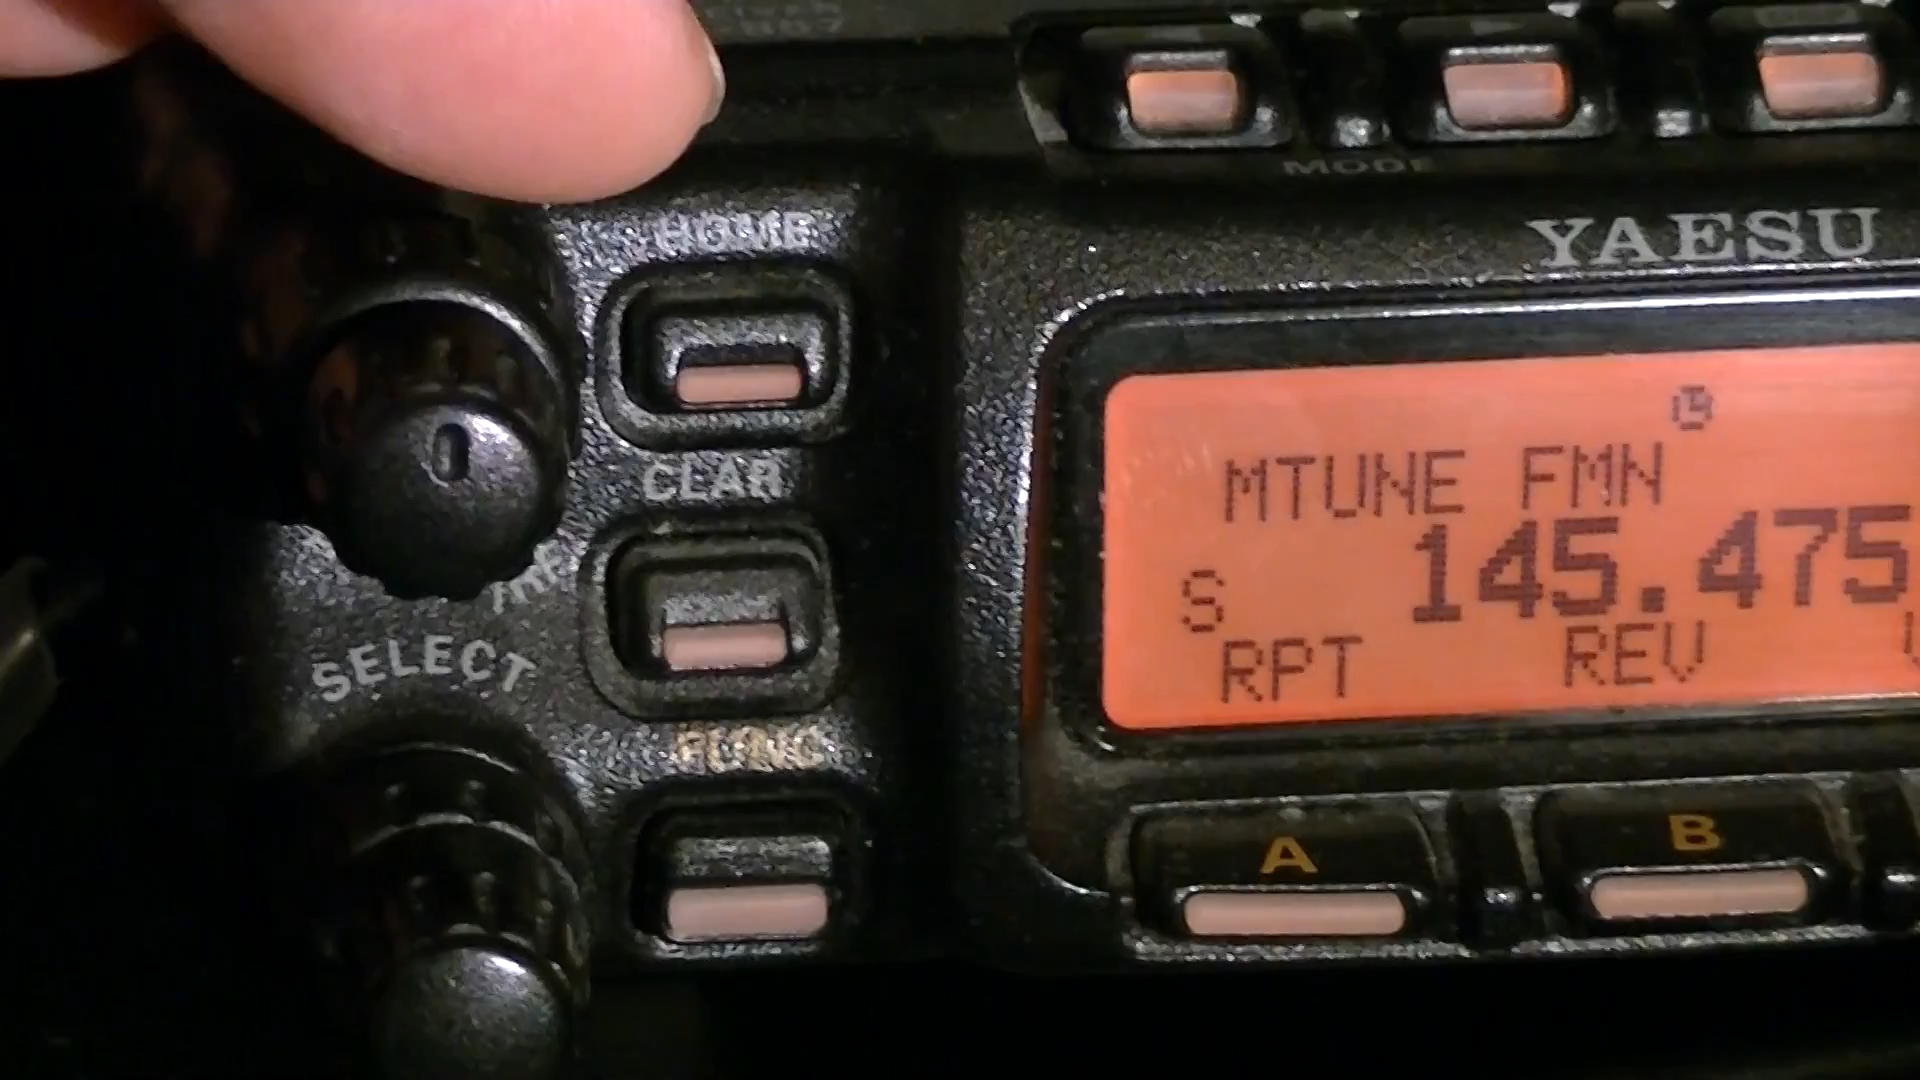 MODE
YAESU
HOME
CLAR
MTUNE FMN
145.475
S
RPT REV
SELECT
FUNC
A B